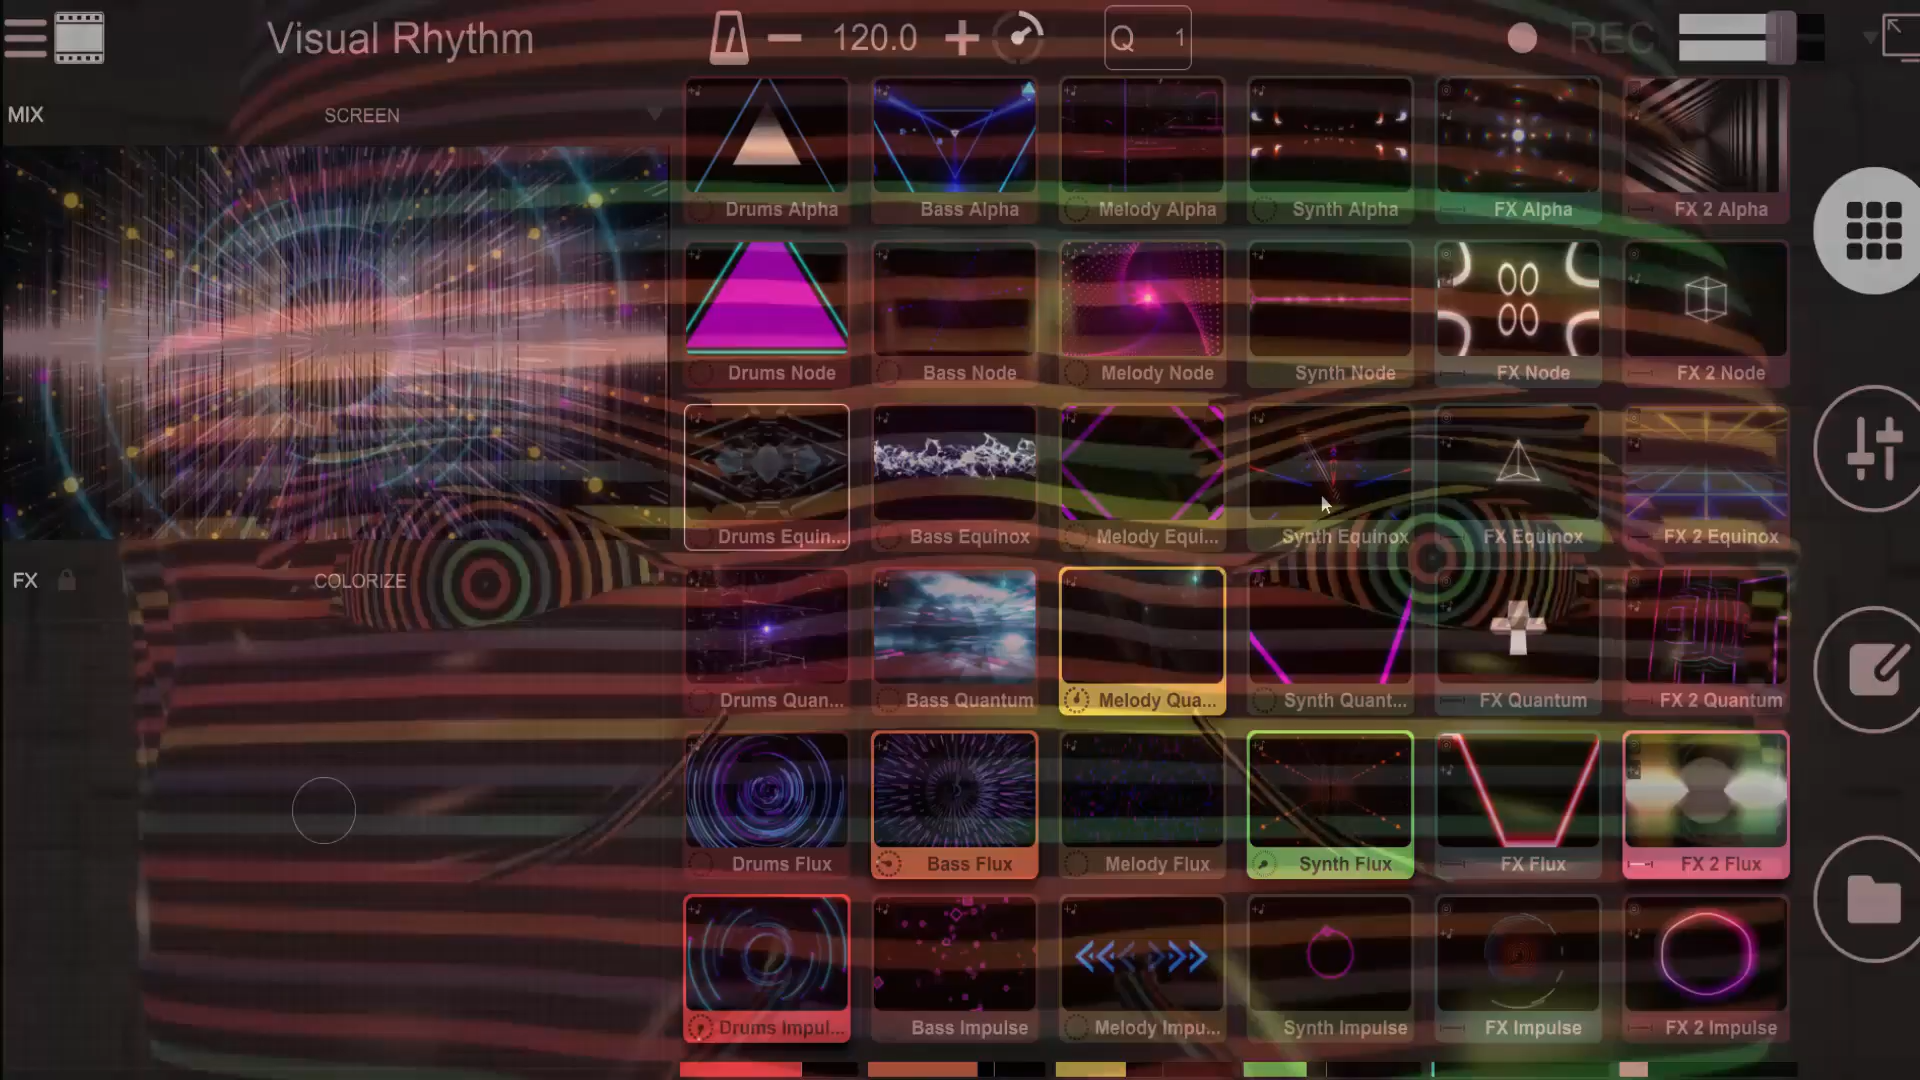 Visual Rhythm
120.0
Q 1
REC
MIX
SCREEN
Drums Alpha
Bass Alpha
Melody Alpha
Synth Alpha
FX Alpha
FX 2 Alpha
Drums Node
Bass Node
Melody Node
Synth Node
FX Node
FX 2 Node
Drums Equin...
Bass Equinox
Melody Equi...
Synth Equinox
FX Equinox
FX 2 Equinox
FX
COLORIZE
Drums Quan...
Bass Quantum
Melody Qua...
Synth Quant...
FX Quantum
FX 2 Quantum
Drums Flux
Bass Flux
Melody Flux
Synth Flux
FX Flux
FX 2 Flux
Drums Impul...
Bass Impulse
Melody Impu...
Synth Impulse
FX Impulse
FX 2 Impulse